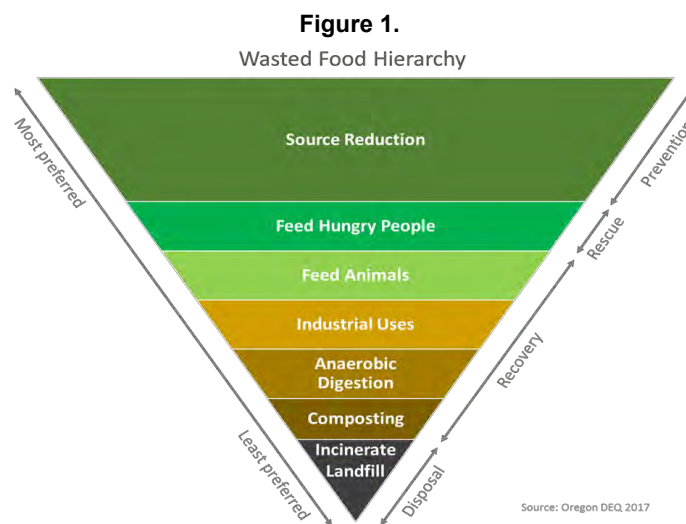 Figure 1.
Wasted Food Hierarchy
Most preferred
Least preferred
Source Reduction
Feed Hungry People
Feed Animals
Industrial Uses
Anaerobic
Digestion
Composting
Incinerate
Landfill
Prevention
Rescue
Recovery
Disposal
Source: Oregon DEQ 2017